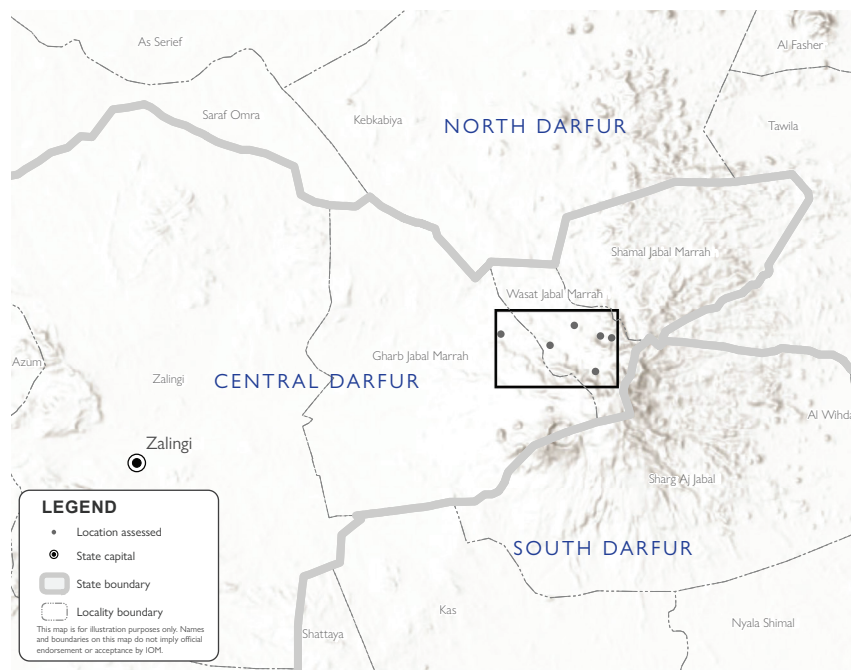 As Serief
Al Fasher
Saraf Omra
Kebkabiya
NORTH DARFUR
Tawila
Shamal Jabal Marrah
Wasat Jabal Marrah
Gharb Jabal Marrah
Azum
Zalingi
CENTRAL DARFUR
Al Wihda
Zalingi
Sharg Aj Jabal
SOUTH DARFUR
Kas
Nyala Shimal
Shattaya
LEGEND
Location assessed
State capital
State boundary
Locality boundary
This map is for illustration purposes only. Names
and boundaries on this map do not imply official
endorsement or acceptance by IOM.